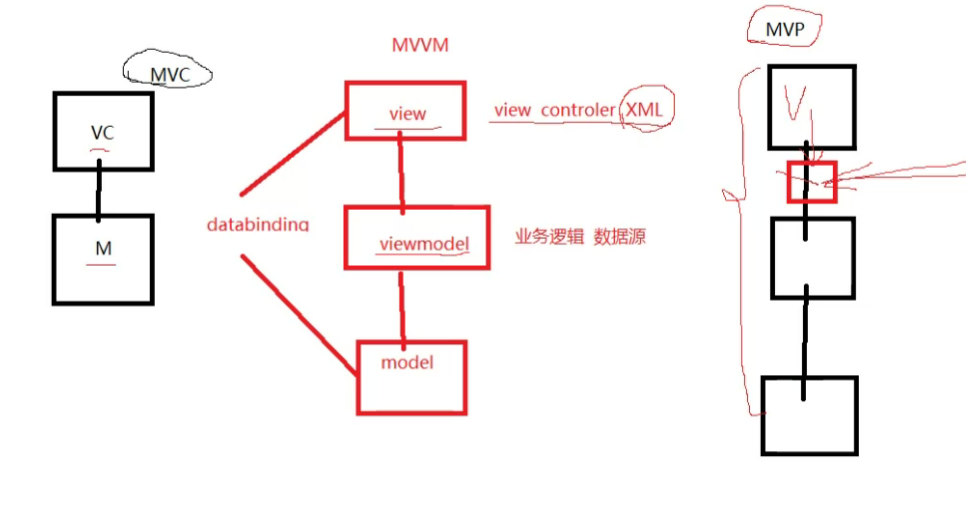 MVC
VC
M
MVVM
view
view controler XML
databinding
viewmodel
业务逻辑 数据源
model
MVP
V